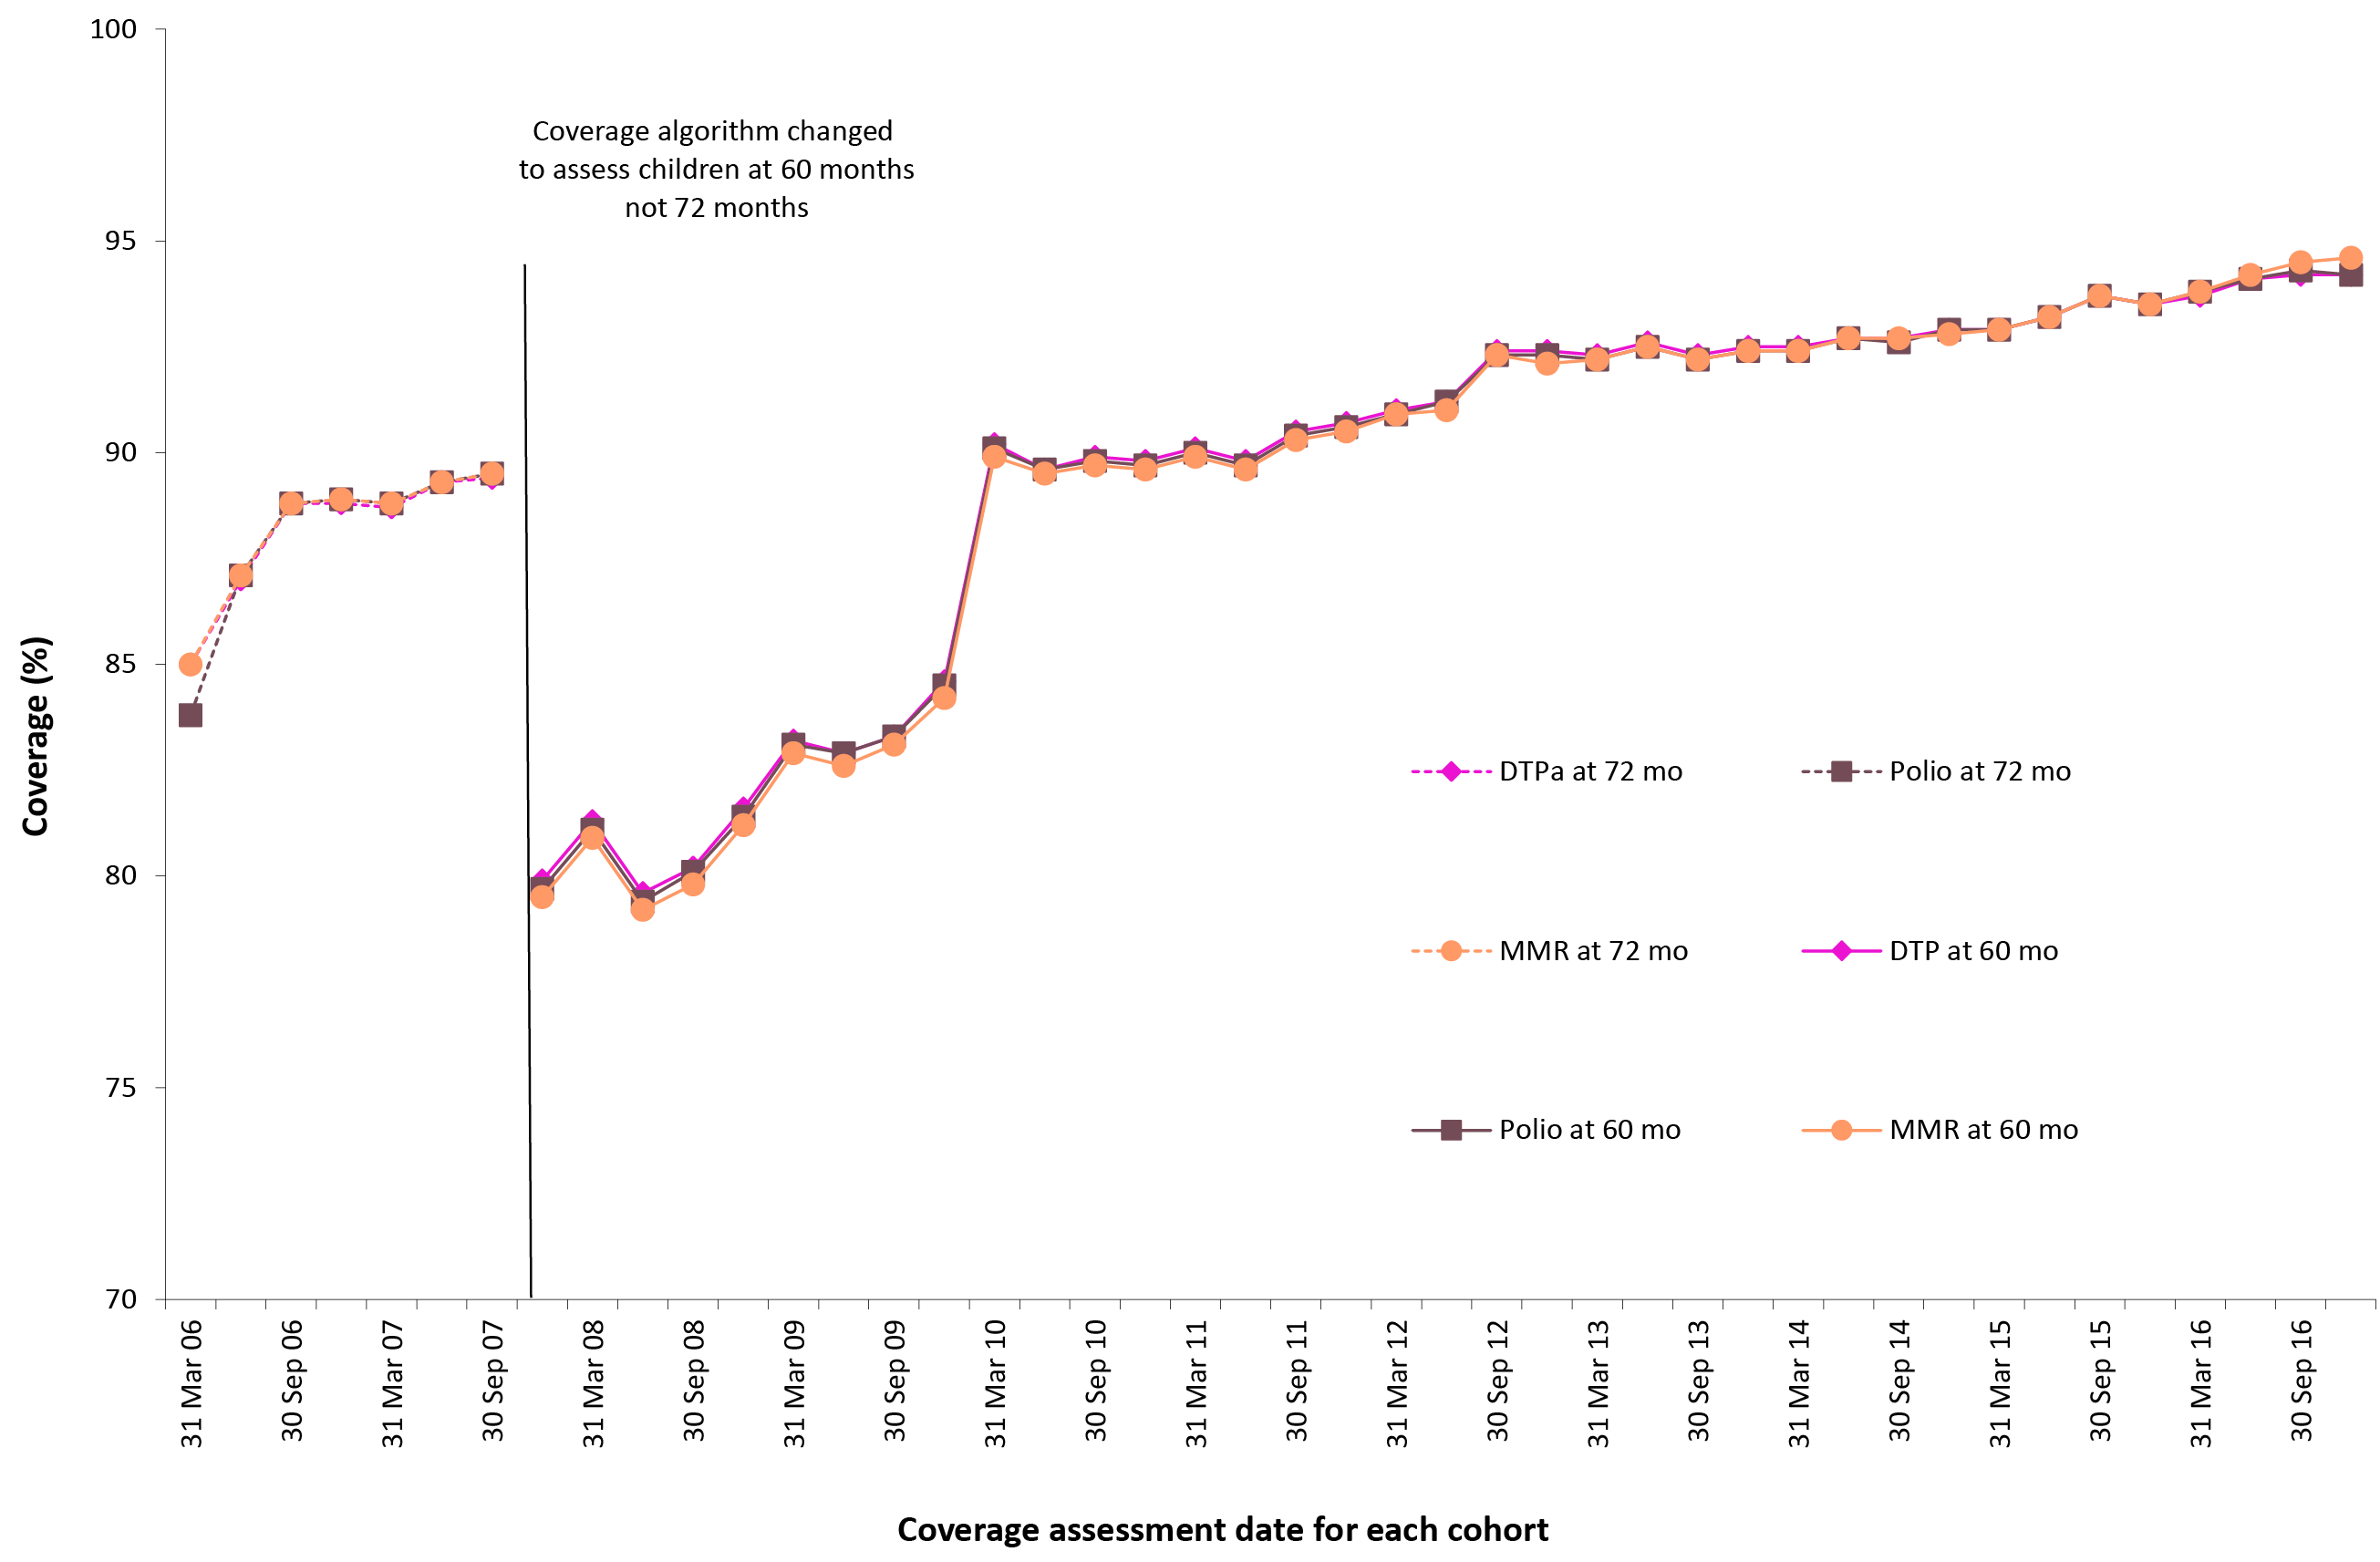 100
Coverage algorithm changed
to assess children at 60 months
not 72 months
95
90
85
80
75
70
Coverage (%)
DTPa at 72 mo
Polio at 72 mo
MMR at 72 mo
DTP at 60 mo
Polio at 60 mo
MMR at 60 mo
31 Mar 06
30 Sep 06
31 Mar 07
30 Sep 07
31 Mar 08
30 Sep 08
31 Mar 09
30 Sep 09
31 Mar 10
30 Sep 10
31 Mar 11
30 Sep 11
31 Mar 12
30 Sep 12
31 Mar 13
30 Sep 13
31 Mar 14
30 Sep 14
31 Mar 15
30 Sep 15
31 Mar 16
30 Sep 16
Coverage assessment date for each cohort